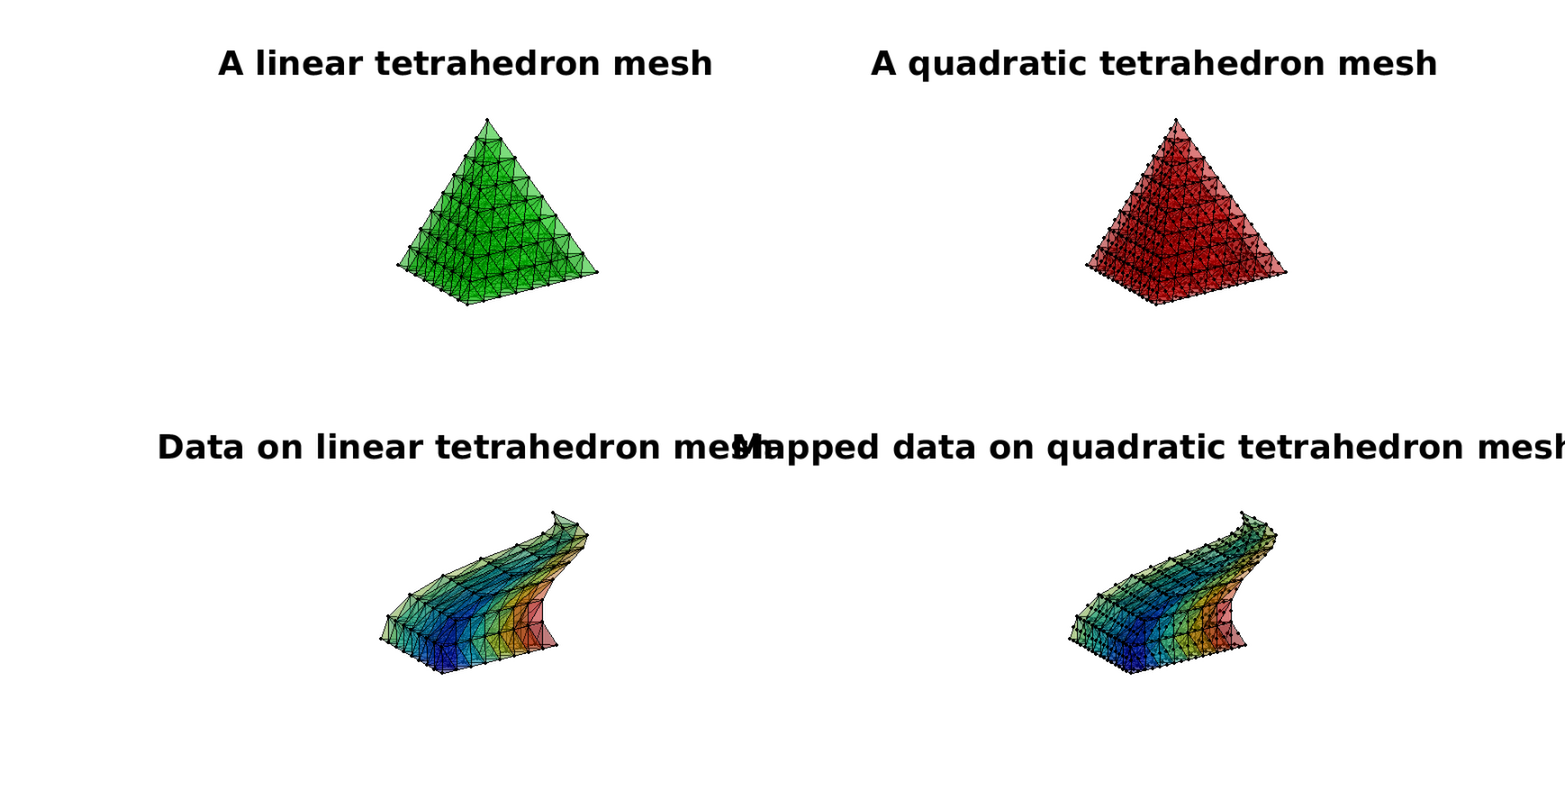 A linear tetrahedron mesh
A quadratic tetrahedron mesh
Data on linear tetrahedron mesh
Mapped data on quadratic tetrahedron mesh